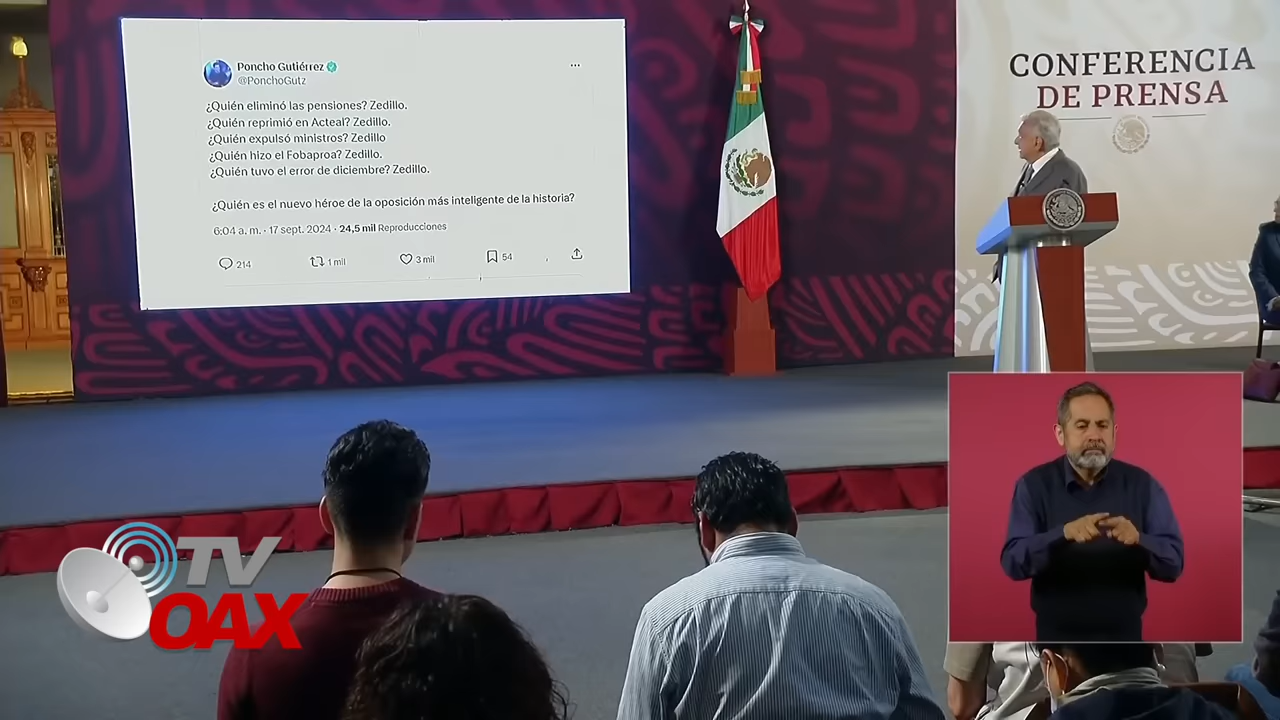 Poncho Gutiérrez
@PonchoGutz
¿Quién eliminó las pensiones? Zedillo.
¿Quién reprimió en Acteal? Zedillo.
¿Quién expulsó ministros? Zedillo
¿Quién hizo el Fobaproa? Zedillo.
¿Quién tuvo el error de diciembre? Zedillo.
¿Quién es el nuevo héroe de la oposición más inteligente de la historia?
6:04 a. m. · 17 sept. 2024 · 24,5 mil Reproducciones
214 1 mil 3 mil 54
CONFERENCIA
DE PRENSA
TV
OAX